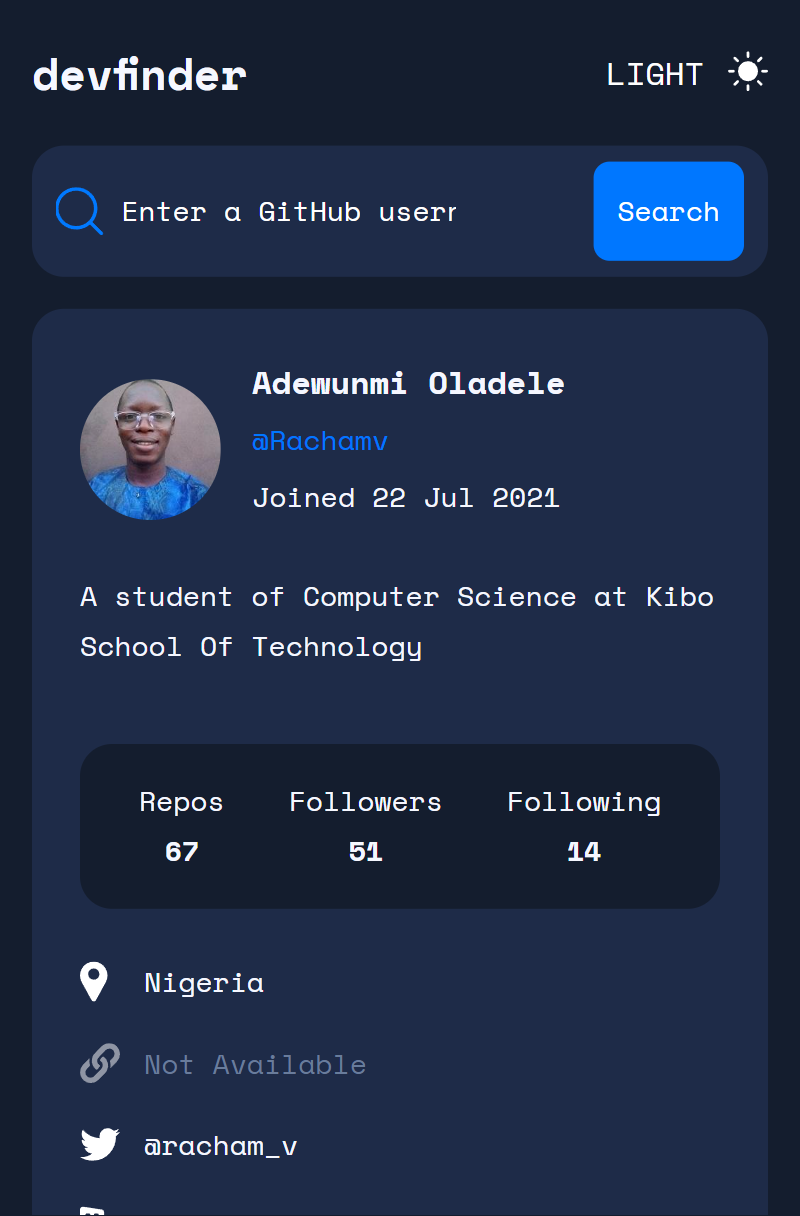 devfinder
LIGHT
Enter a GitHub user
Search
Adewunmi Oladele
@Rachamv
Joined 22 Jul 2021
A student of Computer Science at Kibo
School Of Technology
Repos Followers Following
67 51 14
Nigeria
Not Available
@racham_v